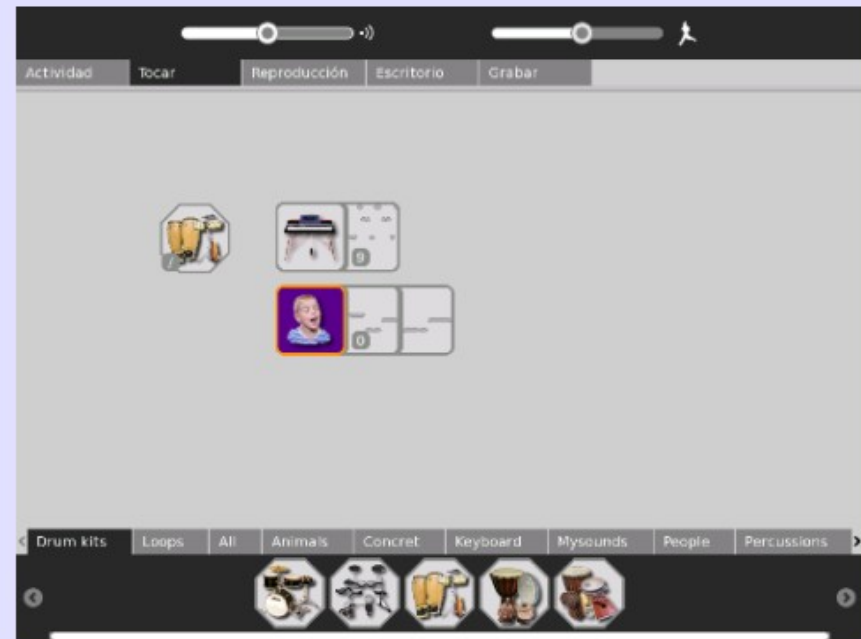 Actividad Tocar Reproducción Escritorio Grabar
9
0
Drum kits Loops All Animals Concret Keyboard Mysounds People Percussions